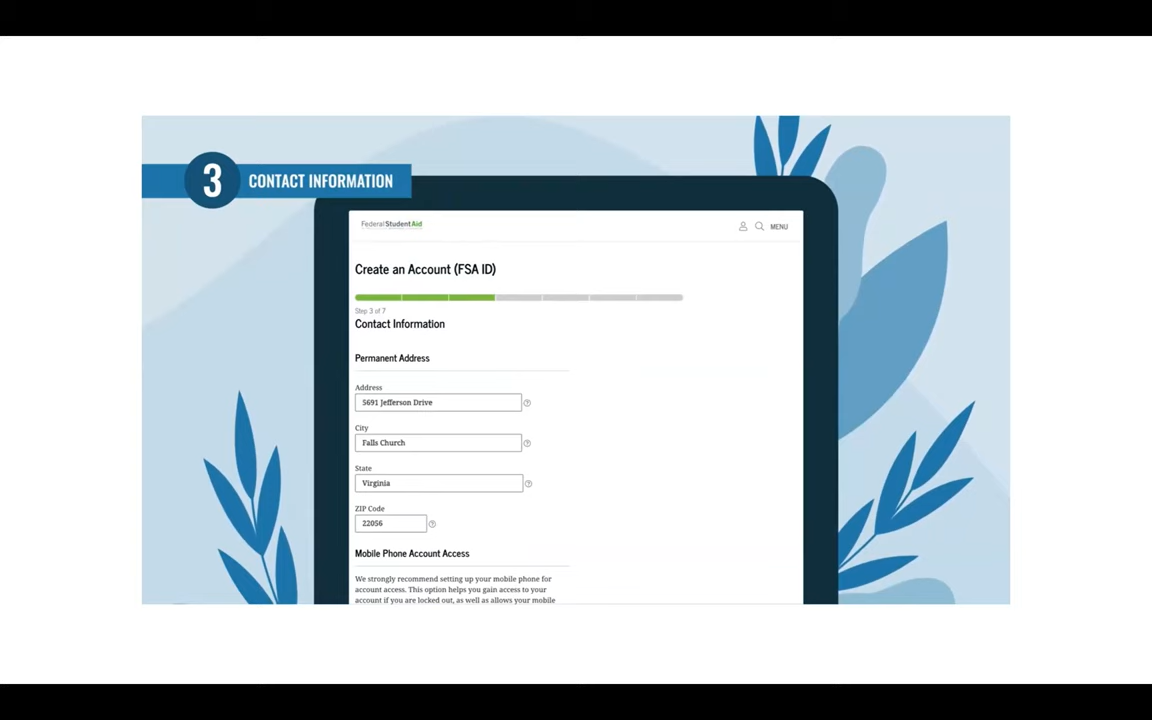 3 CONTACT INFORMATION
Federal Student Aid
MENU
Create an Account (FSA ID)
Step 3 of 7
Contact Information
Permanent Address
Address
5691 Jefferson Drive
City
Falls Church
State
Virginia
ZIP Code
22056
Mobile Phone Account Access
We strongly recommend setting up your mobile phone for
account access. This option helps you gain access to your
account if you are locked out, as well as allows your mobile